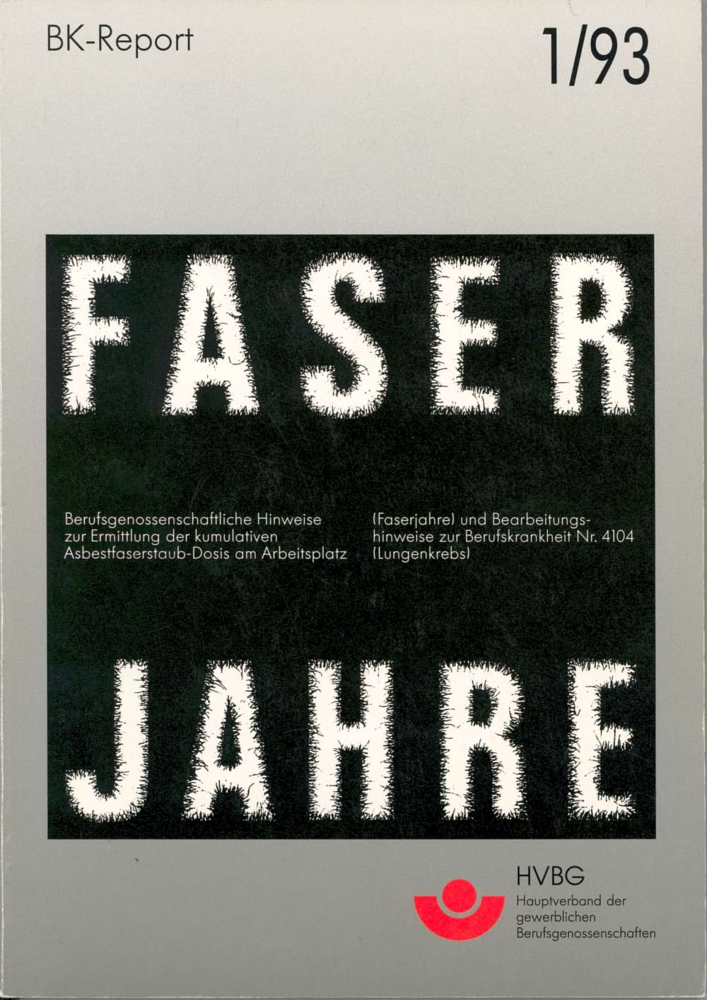 BK-Report
1/93
FASER
Berufsgenossenschaftliche Hinweise
zur Ermittlung der kumulativen
Asbestfaserstaub-Dosis am Arbeitsplatz
(Faserjahre) und Bearbeitungs-
hinweise zur Berufskrankheit Nr. 4104
(Lungenkrebs)
JAHRE
HVBG
Hauptverband der
gewerblichen
Berufsgenossenschaften